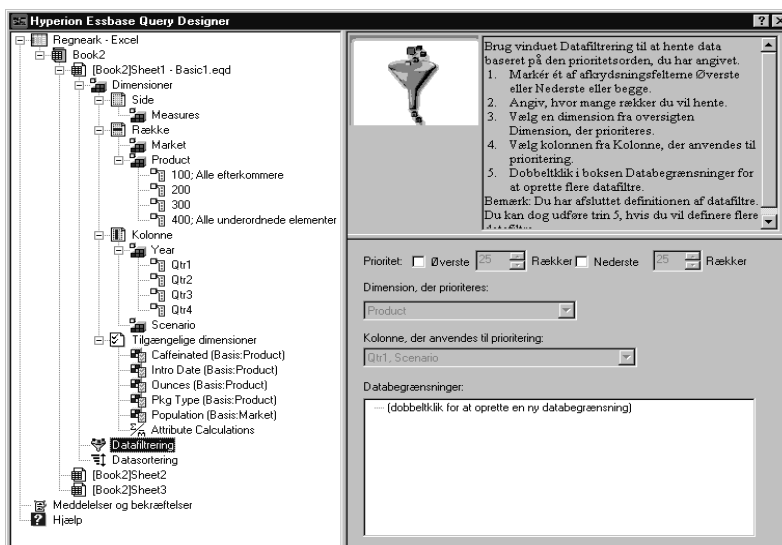 Hyperion Essbase Query Designer
Regneark - Excel
Book2
[Book2]Sheet1 - Basic1.eqd
Dimensioner
Side
Measures
Række
Market
Product
100; Alle efterkommere
200
300
400; Alle underordnede elementer
Kolonne
Year
Qtr1
Qtr2
Qtr3
Qtr4
Scenario
Tilgængelige dimensioner
Caffeinated (Basis:Product)
Intro Date (Basis:Product)
Ounces (Basis:Product)
Pkg Type (Basis:Product)
Population (Basis:Market)
Attribute Calculations
Datafiltrering
Datasortering
[Book2]Sheet2
[Book2]Sheet3
Meddelelser og bekræftelser
Hjælp
Brug vinduet Datafiltrering til at hente data
baseret på den prioritetsorden, du har angivet.
1. Markér ét af afkrydsningsfelterne Øverste
eller Nederste eller begge.
2. Angiv, hvor mange rækker du vil hente.
3. Vælg en dimension fra oversigten
Dimension, der prioriteres.
4. Vælg kolonnen fra Kolonne, der anvendes til
prioritering.
5. Dobbeltklik i boksen Databegrænsninger for
at oprette flere datafiltre.
Bemærk: Du har afsluttet definitionen af datafiltre.
Du kan dog udføre trin 5, hvis du vil definere flere
Prioritet: Øverste 25 Rækker Nederste 25 Rækker
Dimension, der prioriteres:
Product
Kolonne, der anvendes til prioritering:
Qtr1, Scenario
Databegrænsninger:
(dobbeltklik for at oprette en ny databegrænsning)